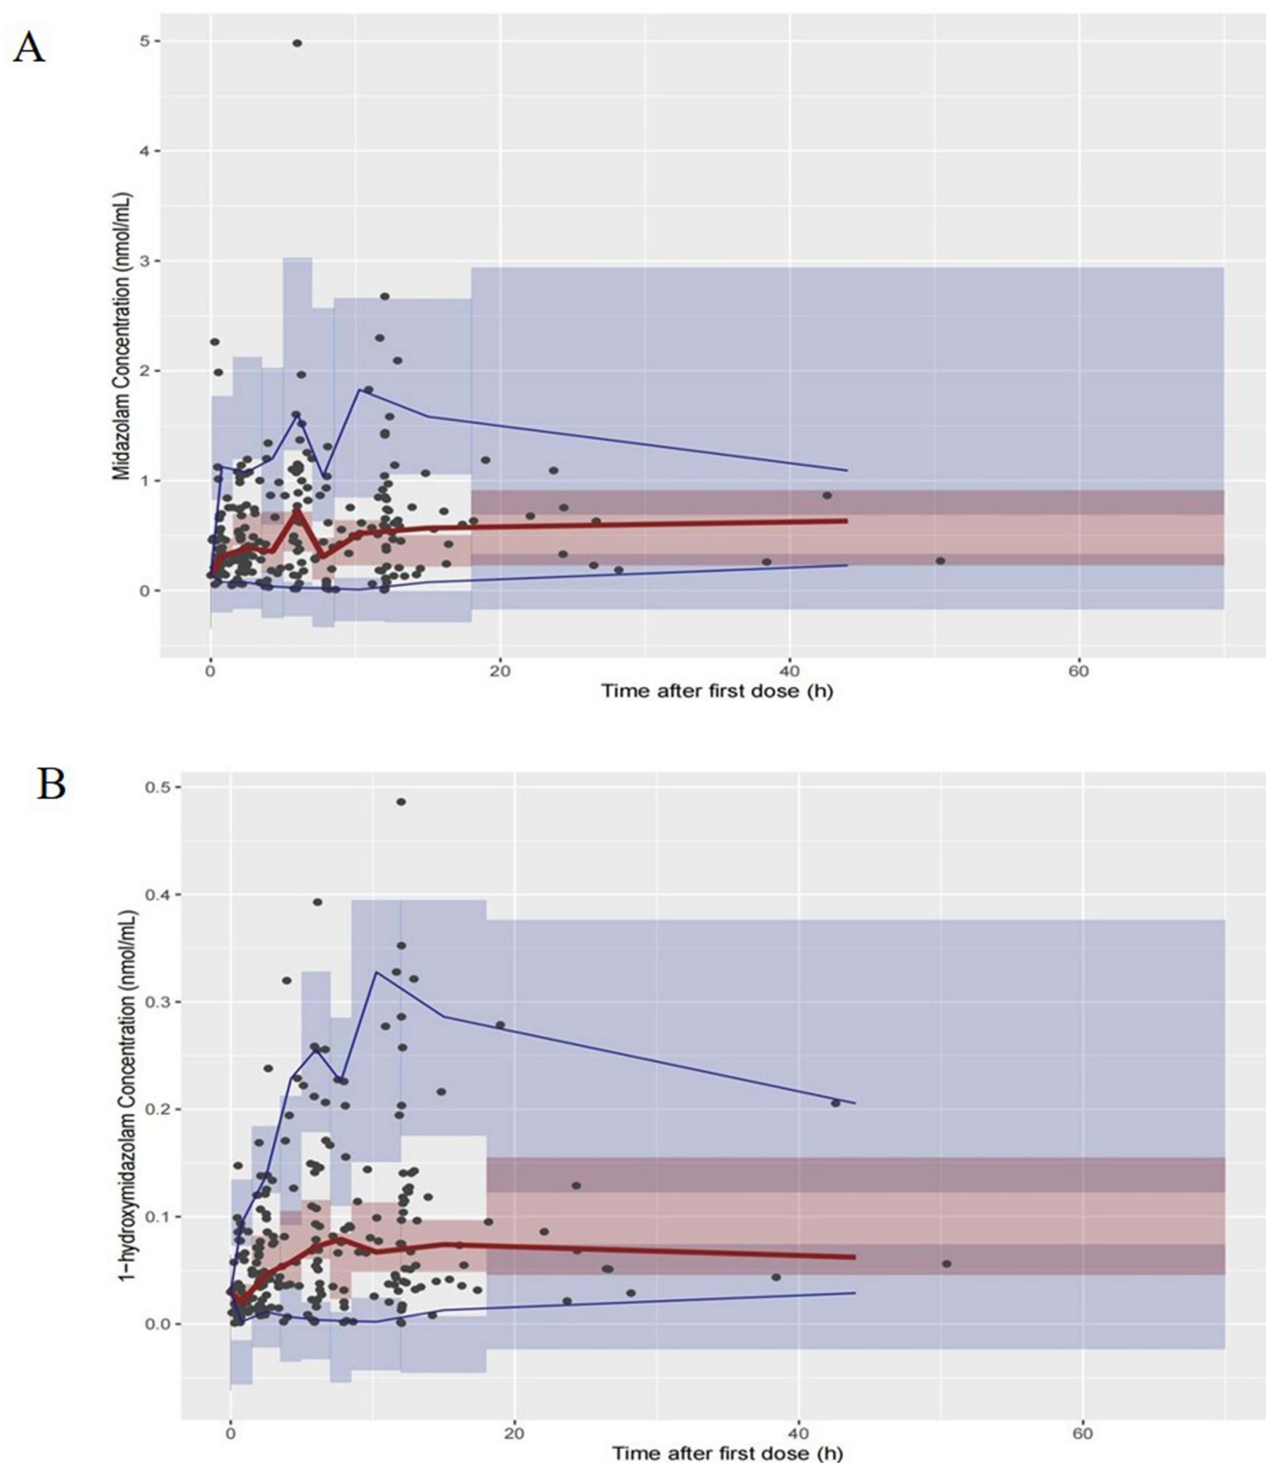 A
5
4
3
2
1
0
Midazolam Concentration (nmol/mL)
0 20 40 60
Time after first dose (h)
B
0.5
0.4
0.3
0.2
0.1
0.0
1-hydroxymidazolam Concentration (nmol/mL)
0 20 40 60
Time after first dose (h)